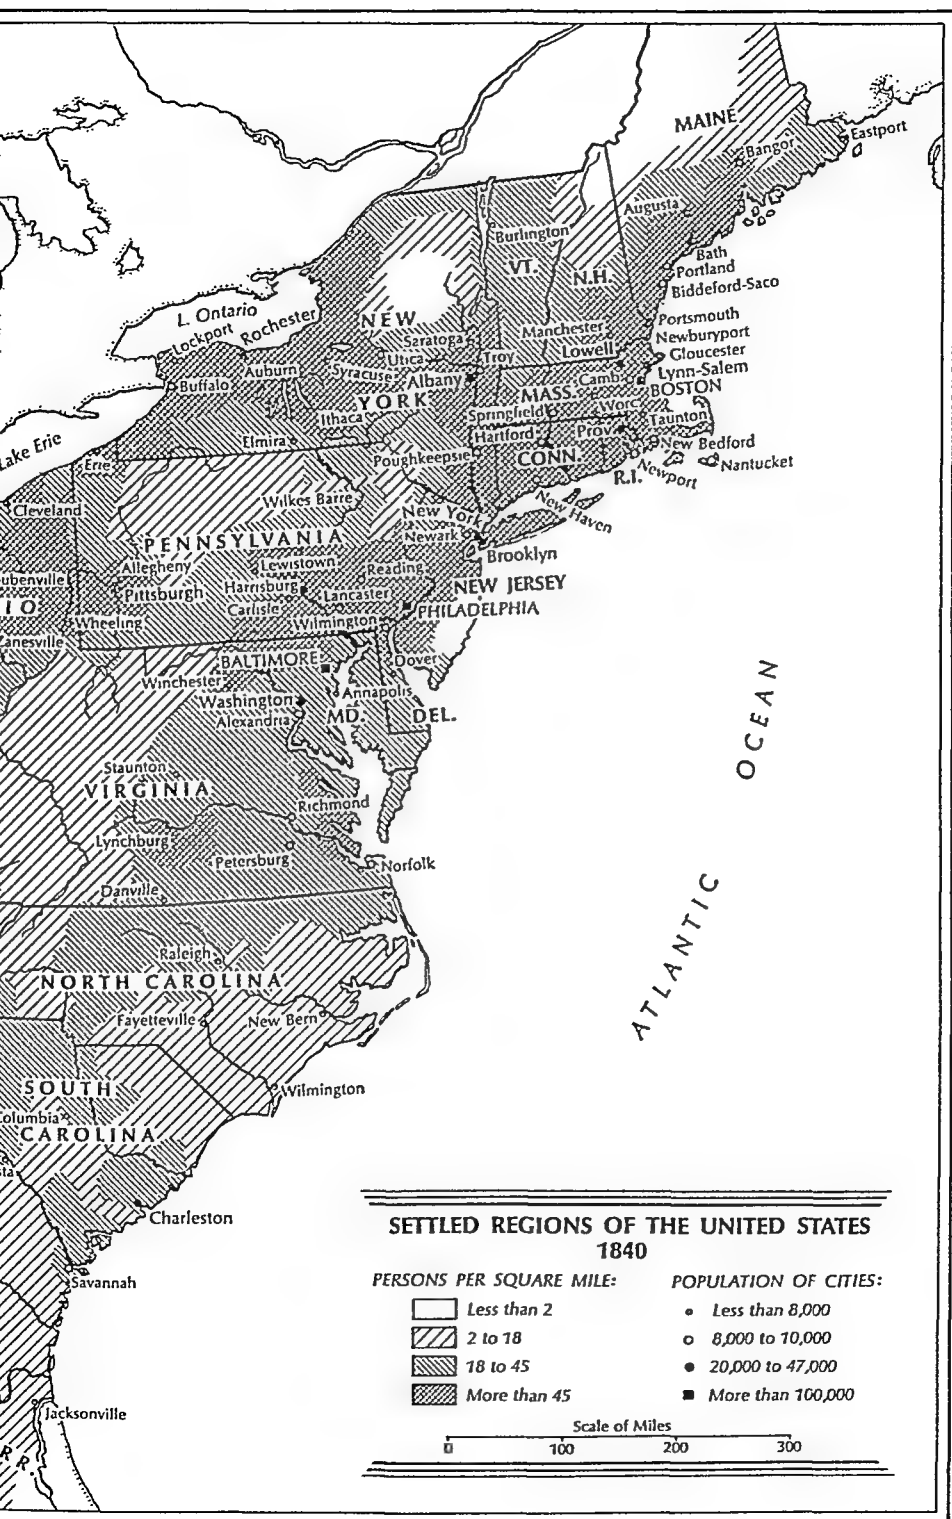 MAINE
Eastport
Bangor
Augusta
Burlington
Bath
VT.
Portland
N.H.
Biddeford-Saco
L. Ontario
Lockport
Rochester
NEW
Portsmouth
Manchester
Newburyport
Saratoga
Lowell
Gloucester
Utica
Troy
Lynn-Salem
Auburn
Syracuse
Albany
Camb.
Buffalo
MASS.
BOSTON
YORK
Worc.
Ithaca
Springfield
Taunton
Hartford
Prov.
Lake Erie
Elmira
New Bedford
Erie
Poughkeepsie
CONN.
Nantucket
R.I.
Newport
Wilkes Barre
New Haven
Cleveland
New York
Newark
PENNSYLVANIA
Brooklyn
Allegheny
Lewistown
Reading
ubenville
Pittsburgh
Harrisburg
Lancaster
NEW JERSEY
IO
Carlisle
PHILADELPHIA
Wheeling
Wilmington
Zanesville
BALTIMORE
Dover
Winchester
Annapolis
Washington
Alexandria
MD.
DEL.
OCEAN
Staunton
VIRGINIA
Richmond
Lynchburg
Petersburg
Norfolk
Danville
ATLANTIC
Raleigh
NORTH CAROLINA
Fayetteville
New Bern
SOUTH
Wilmington
Columbia
CAROLINA
sta
Charleston
Savannah
Jacksonville
RR.
SETTLED REGIONS OF THE UNITED STATES
1840
PERSONS PER SQUARE MILE:
Less than 2
2 to 18
18 to 45
More than 45
POPULATION OF CITIES:
Less than 8,000
8,000 to 10,000
20,000 to 47,000
More than 100,000
Scale of Miles
0 100 200 300